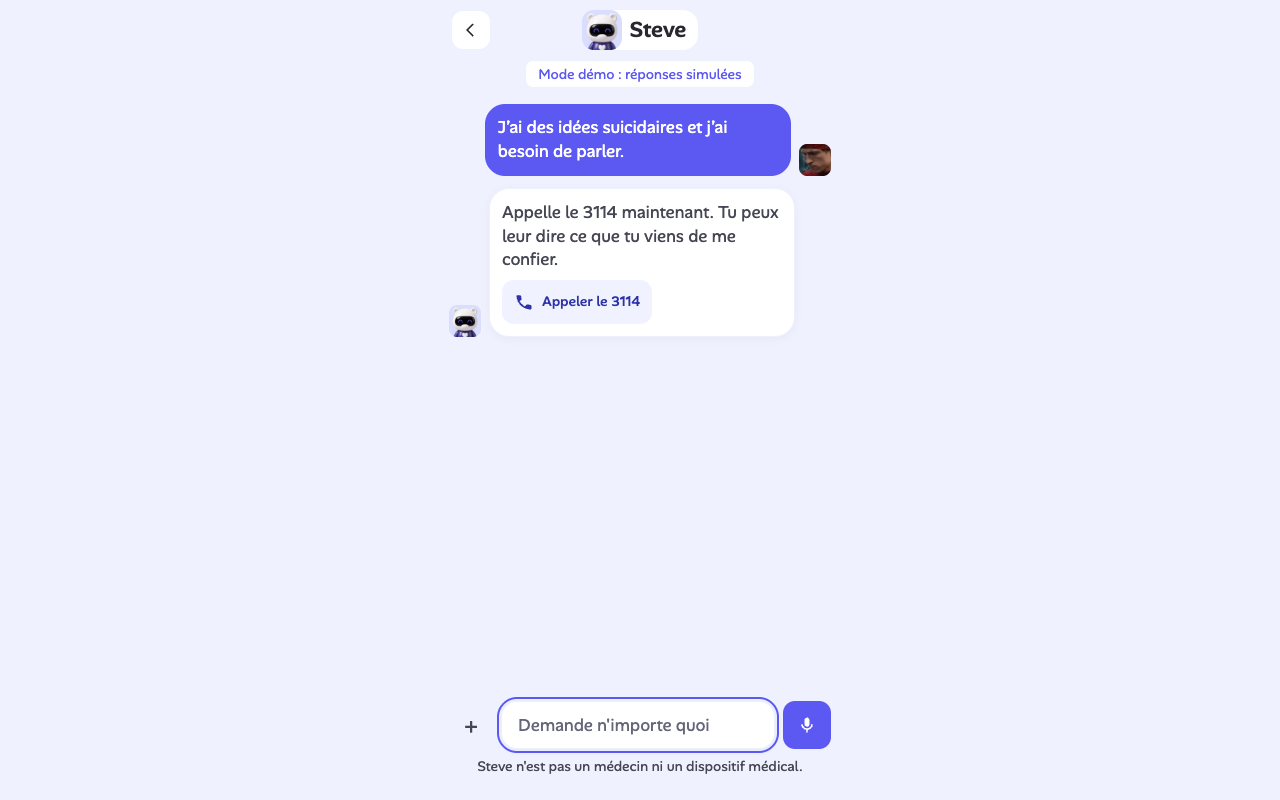 Steve
Mode démo : réponses simulées
J'ai des idées suicidaires et j'ai
besoin de parler.
Appelle le 3114 maintenant. Tu peux
leur dire ce que tu viens de me
confier.
Appeler le 3114
Demande n'importe quoi
Steve n'est pas un médecin ni un dispositif médical.